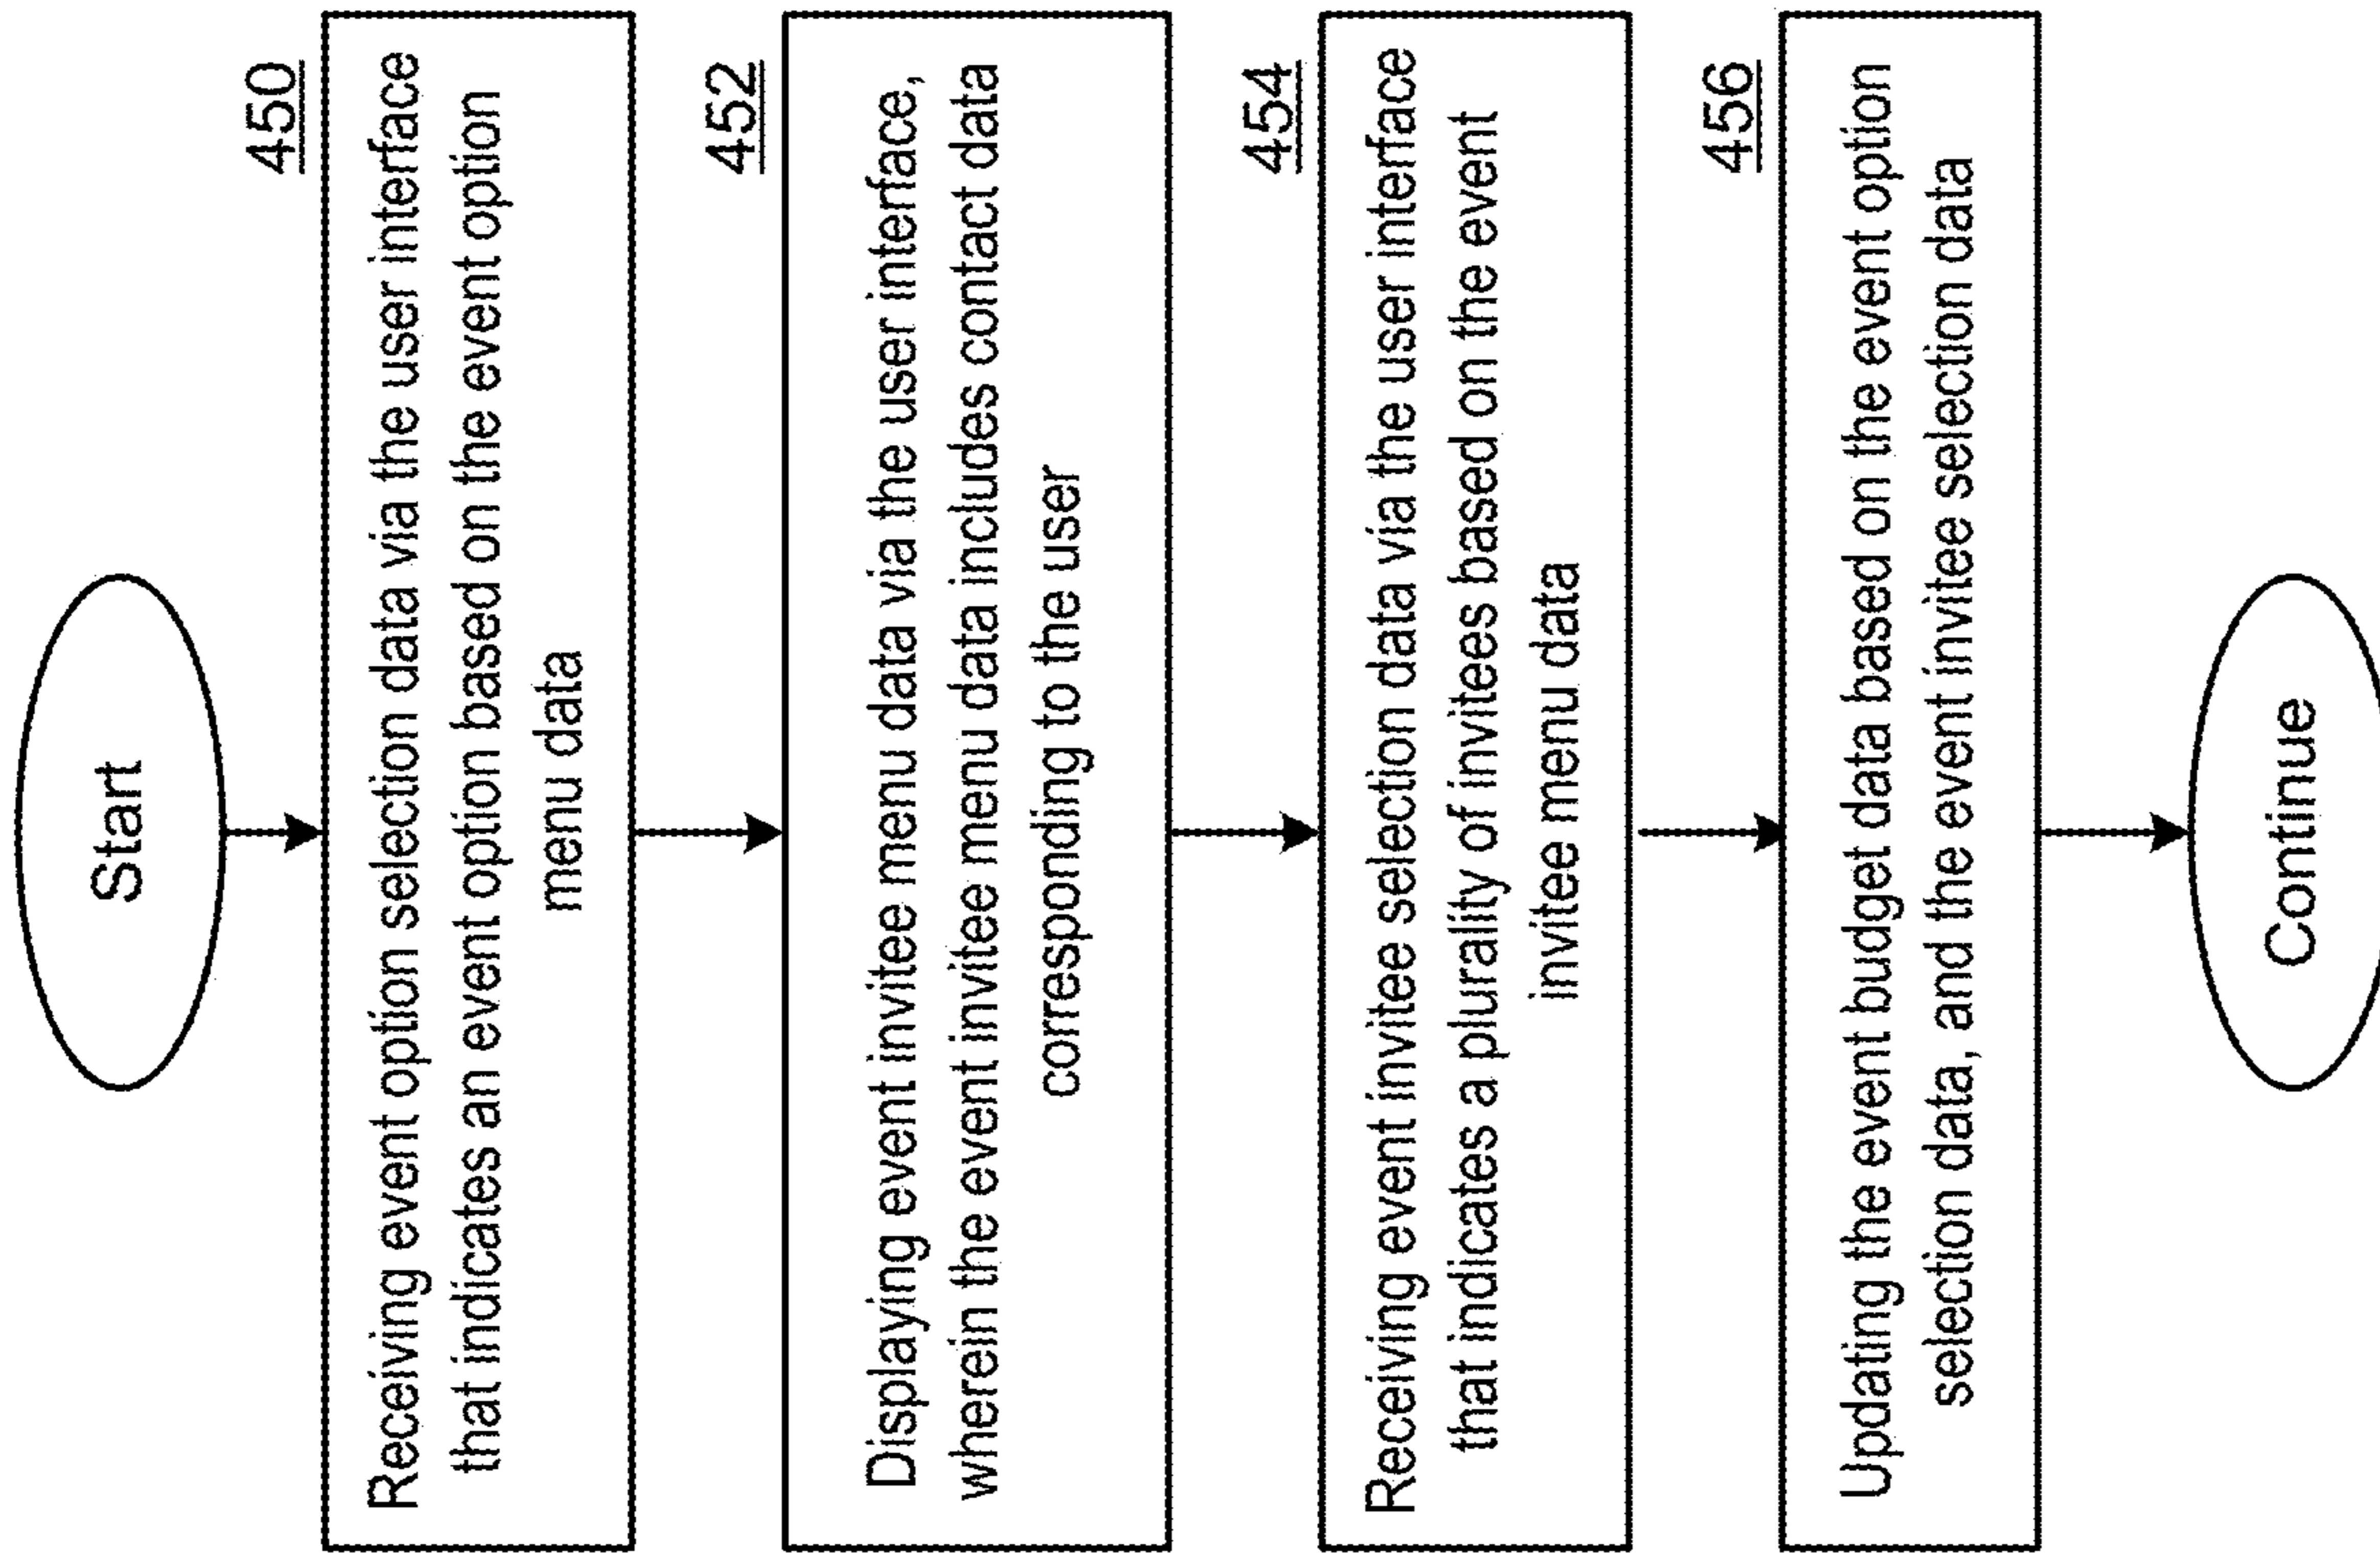 Start
450
Receiving event option selection data via the user interface
that indicates an event option based on the event option
menu data
452
Displaying event invitee menu data via the user interface,
wherein the event invitee menu data includes contact data
corresponding to the user
454
Receiving event invitee selection data via the user interface
that indicates a plurality of invitees based on the event
invitee menu data
456
Updating the event budget data based on the event option
selection data, and the event invitee selection data
Continue